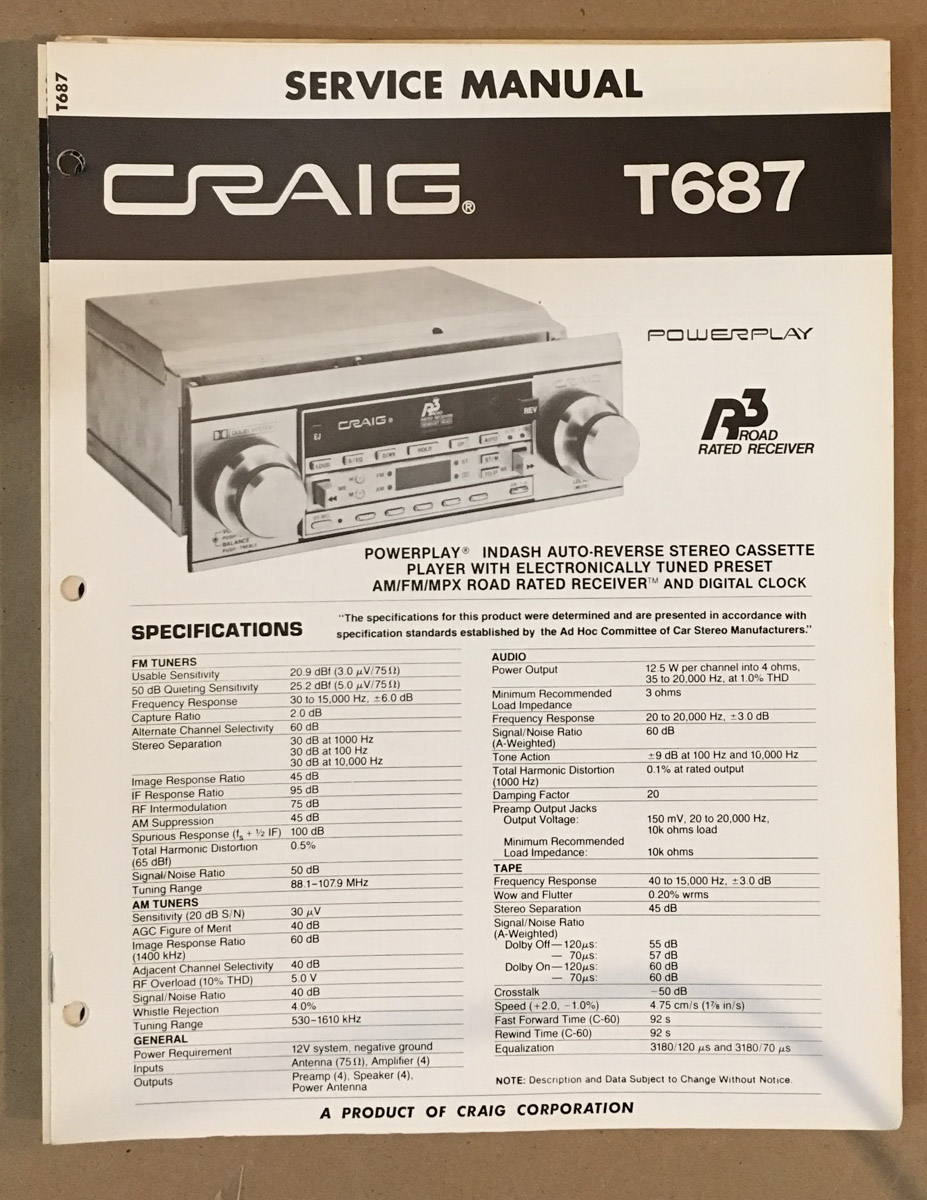 SERVICE MANUAL
T687
CRAIG® T687
POWERPLAY
R3 ROAD
RATED RECEIVER
DOLBY SYSTEM
EJ CRAIG® R3 ROAD REV
LOUD DOWN HOLD UP AUTO
FM
AM
BALANCE
POWERPLAY® INDASH AUTO-REVERSE STEREO CASSETTE
PLAYER WITH ELECTRONICALLY TUNED PRESET
AM/FM/MPX ROAD RATED RECEIVER™ AND DIGITAL CLOCK
SPECIFICATIONS
"The specifications for this product were determined and are presented in accordance with
specification standards established by the Ad Hoc Committee of Car Stereo Manufacturers."
FM TUNERS
Usable Sensitivity 20.9 dBf (3.0 µV/75Ω)
50 dB Quieting Sensitivity 25.2 dBf (5.0 µV/75Ω)
Frequency Response 30 to 15,000 Hz, ±6.0 dB
Capture Ratio 2.0 dB
Alternate Channel Selectivity 60 dB
Stereo Separation 30 dB at 1000 Hz
30 dB at 100 Hz
30 dB at 10,000 Hz
Image Response Ratio 45 dB
IF Response Ratio 95 dB
RF Intermodulation 75 dB
AM Suppression 45 dB
Spurious Response (fs + ½ IF) 100 dB
Total Harmonic Distortion 0.5%
(65 dBf)
Signal/Noise Ratio 50 dB
Tuning Range 88.1–107.9 MHz
AM TUNERS
Sensitivity (20 dB S/N) 30 µV
AGC Figure of Merit 40 dB
Image Response Ratio 60 dB
(1400 kHz)
Adjacent Channel Selectivity 40 dB
RF Overload (10% THD) 5.0 V
Signal/Noise Ratio 40 dB
Whistle Rejection 4.0%
Tuning Range 530-1610 kHz
GENERAL
Power Requirement 12V system, negative ground
Inputs Antenna (75Ω), Amplifier (4)
Outputs Preamp (4), Speaker (4),
Power Antenna
AUDIO
Power Output 12.5 W per channel into 4 ohms,
35 to 20,000 Hz, at 1.0% THD
Minimum Recommended 3 ohms
Load Impedance
Frequency Response 20 to 20,000 Hz, ±3.0 dB
Signal/Noise Ratio 60 dB
(A-Weighted)
Tone Action ±9 dB at 100 Hz and 10,000 Hz
Total Harmonic Distortion 0.1% at rated output
(1000 Hz)
Damping Factor 20
Preamp Output Jacks
Output Voltage: 150 mV, 20 to 20,000 Hz,
10k ohms load
Minimum Recommended
Load Impedance: 10k ohms
TAPE
Frequency Response 40 to 15,000 Hz, ±3.0 dB
Wow and Flutter 0.20% wrms
Stereo Separation 45 dB
Signal/Noise Ratio
(A-Weighted)
Dolby Off—120µs: 55 dB
— 70µs: 57 dB
Dolby On—120µs: 60 dB
— 70µs: 60 dB
Crosstalk −50 dB
Speed (+2.0, −1.0%) 4.75 cm/s (1⅞ in/s)
Fast Forward Time (C-60) 92 s
Rewind Time (C-60) 92 s
Equalization 3180/120 µs and 3180/70 µs
NOTE: Description and Data Subject to Change Without Notice.
A PRODUCT OF CRAIG CORPORATION